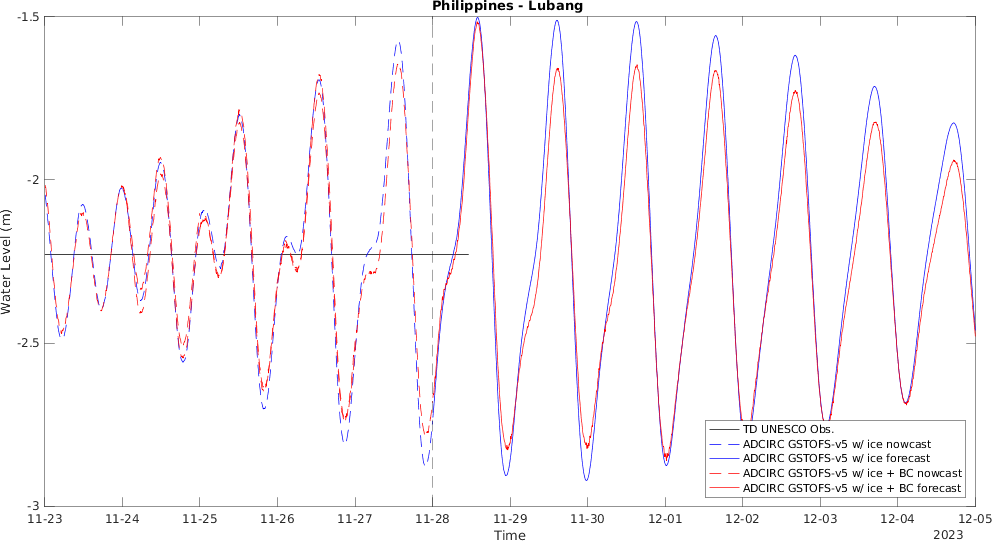 Philippines - Lubang
Water Level (m)
-1.5
-2
-2.5
-3
TD UNESCO Obs.
ADCIRC GSTOFS-v5 w/ ice nowcast
ADCIRC GSTOFS-v5 w/ ice forecast
ADCIRC GSTOFS-v5 w/ ice + BC nowcast
ADCIRC GSTOFS-v5 w/ ice + BC forecast
11-23 11-24 11-25 11-26 11-27 11-28 11-29 11-30 12-01 12-02 12-03 12-04 12-05
Time
2023